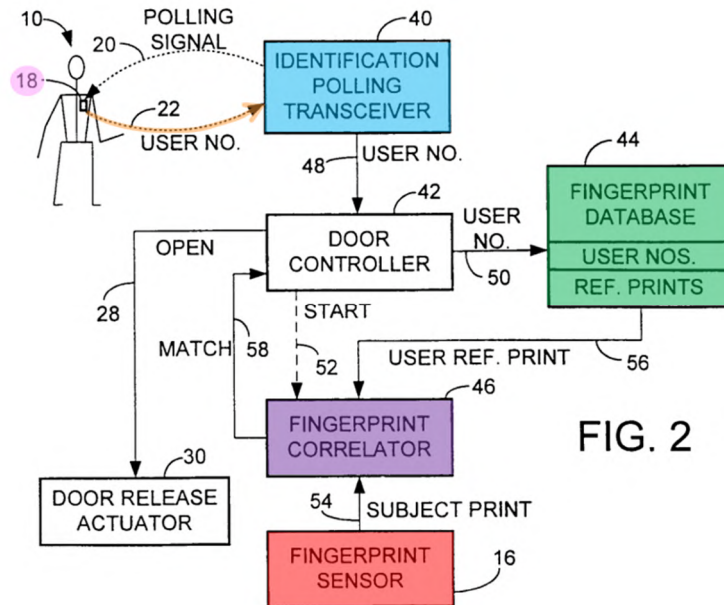 10
POLLING
SIGNAL
20
18
22
USER NO.
40
IDENTIFICATION
POLLING
TRANSCEIVER
48
USER NO.
42
DOOR
CONTROLLER
USER
NO.
50
44
FINGERPRINT
DATABASE
USER NOS.
REF. PRINTS
OPEN
28
MATCH
58
START
52
USER REF. PRINT
56
46
FINGERPRINT
CORRELATOR
FIG. 2
30
DOOR RELEASE
ACTUATOR
54
SUBJECT PRINT
FINGERPRINT
SENSOR
16